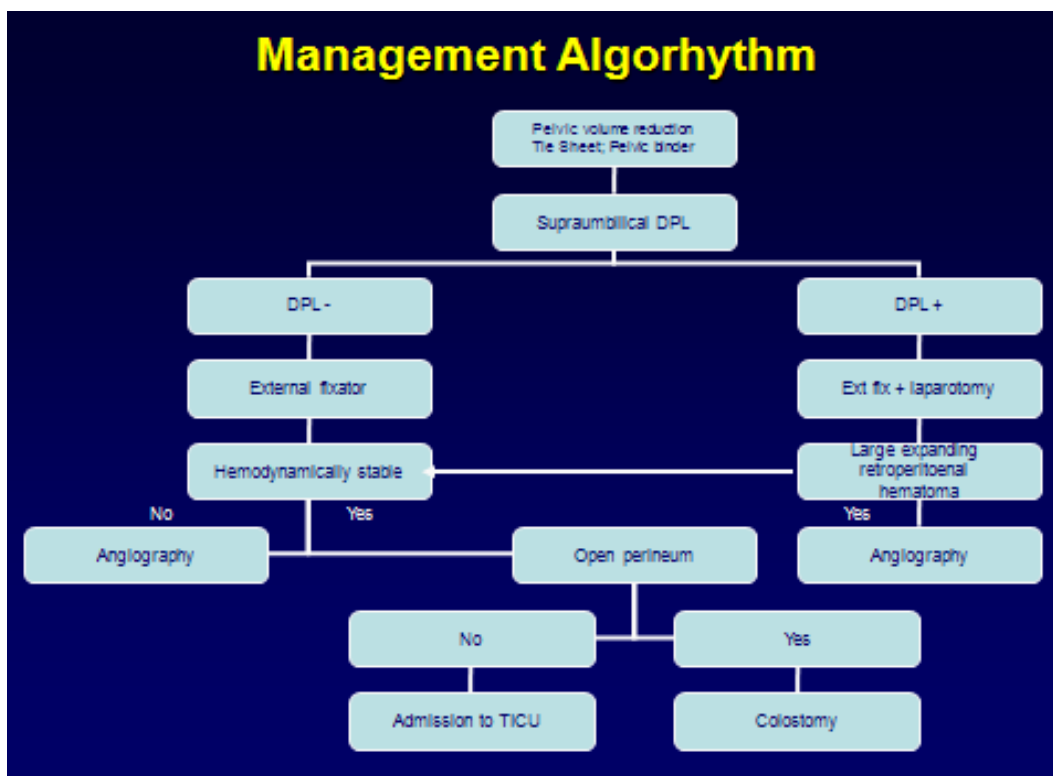 Management Algorhythm
Pelvic volume reduction
Tie Sheet; Pelvic binder
Supraumbilical DPL
DPL -
DPL +
External fixator
Ext fix + laparotomy
Hemodynamically stable
Large expanding
retroperitoenal
hematoma
No
Yes
Yes
Angiography
Open perineum
Angiography
No
Yes
Admission to TICU
Colostomy